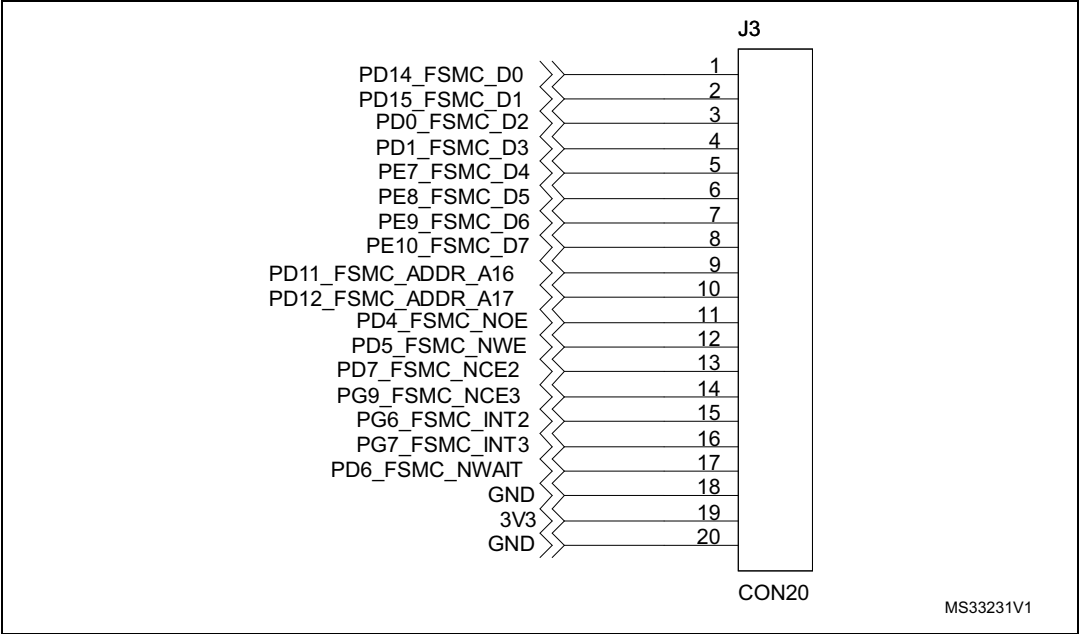 J3
PD14_FSMC_D0 1
PD15_FSMC_D1 2
PD0_FSMC_D2 3
PD1_FSMC_D3 4
PE7_FSMC_D4 5
PE8_FSMC_D5 6
PE9_FSMC_D6 7
PE10_FSMC_D7 8
PD11_FSMC_ADDR_A16 9
PD12_FSMC_ADDR_A17 10
PD4_FSMC_NOE 11
PD5_FSMC_NWE 12
PD7_FSMC_NCE2 13
PG9_FSMC_NCE3 14
PG6_FSMC_INT2 15
PG7_FSMC_INT3 16
PD6_FSMC_NWAIT 17
GND 18
3V3 19
GND 20
CON20
MS33231V1